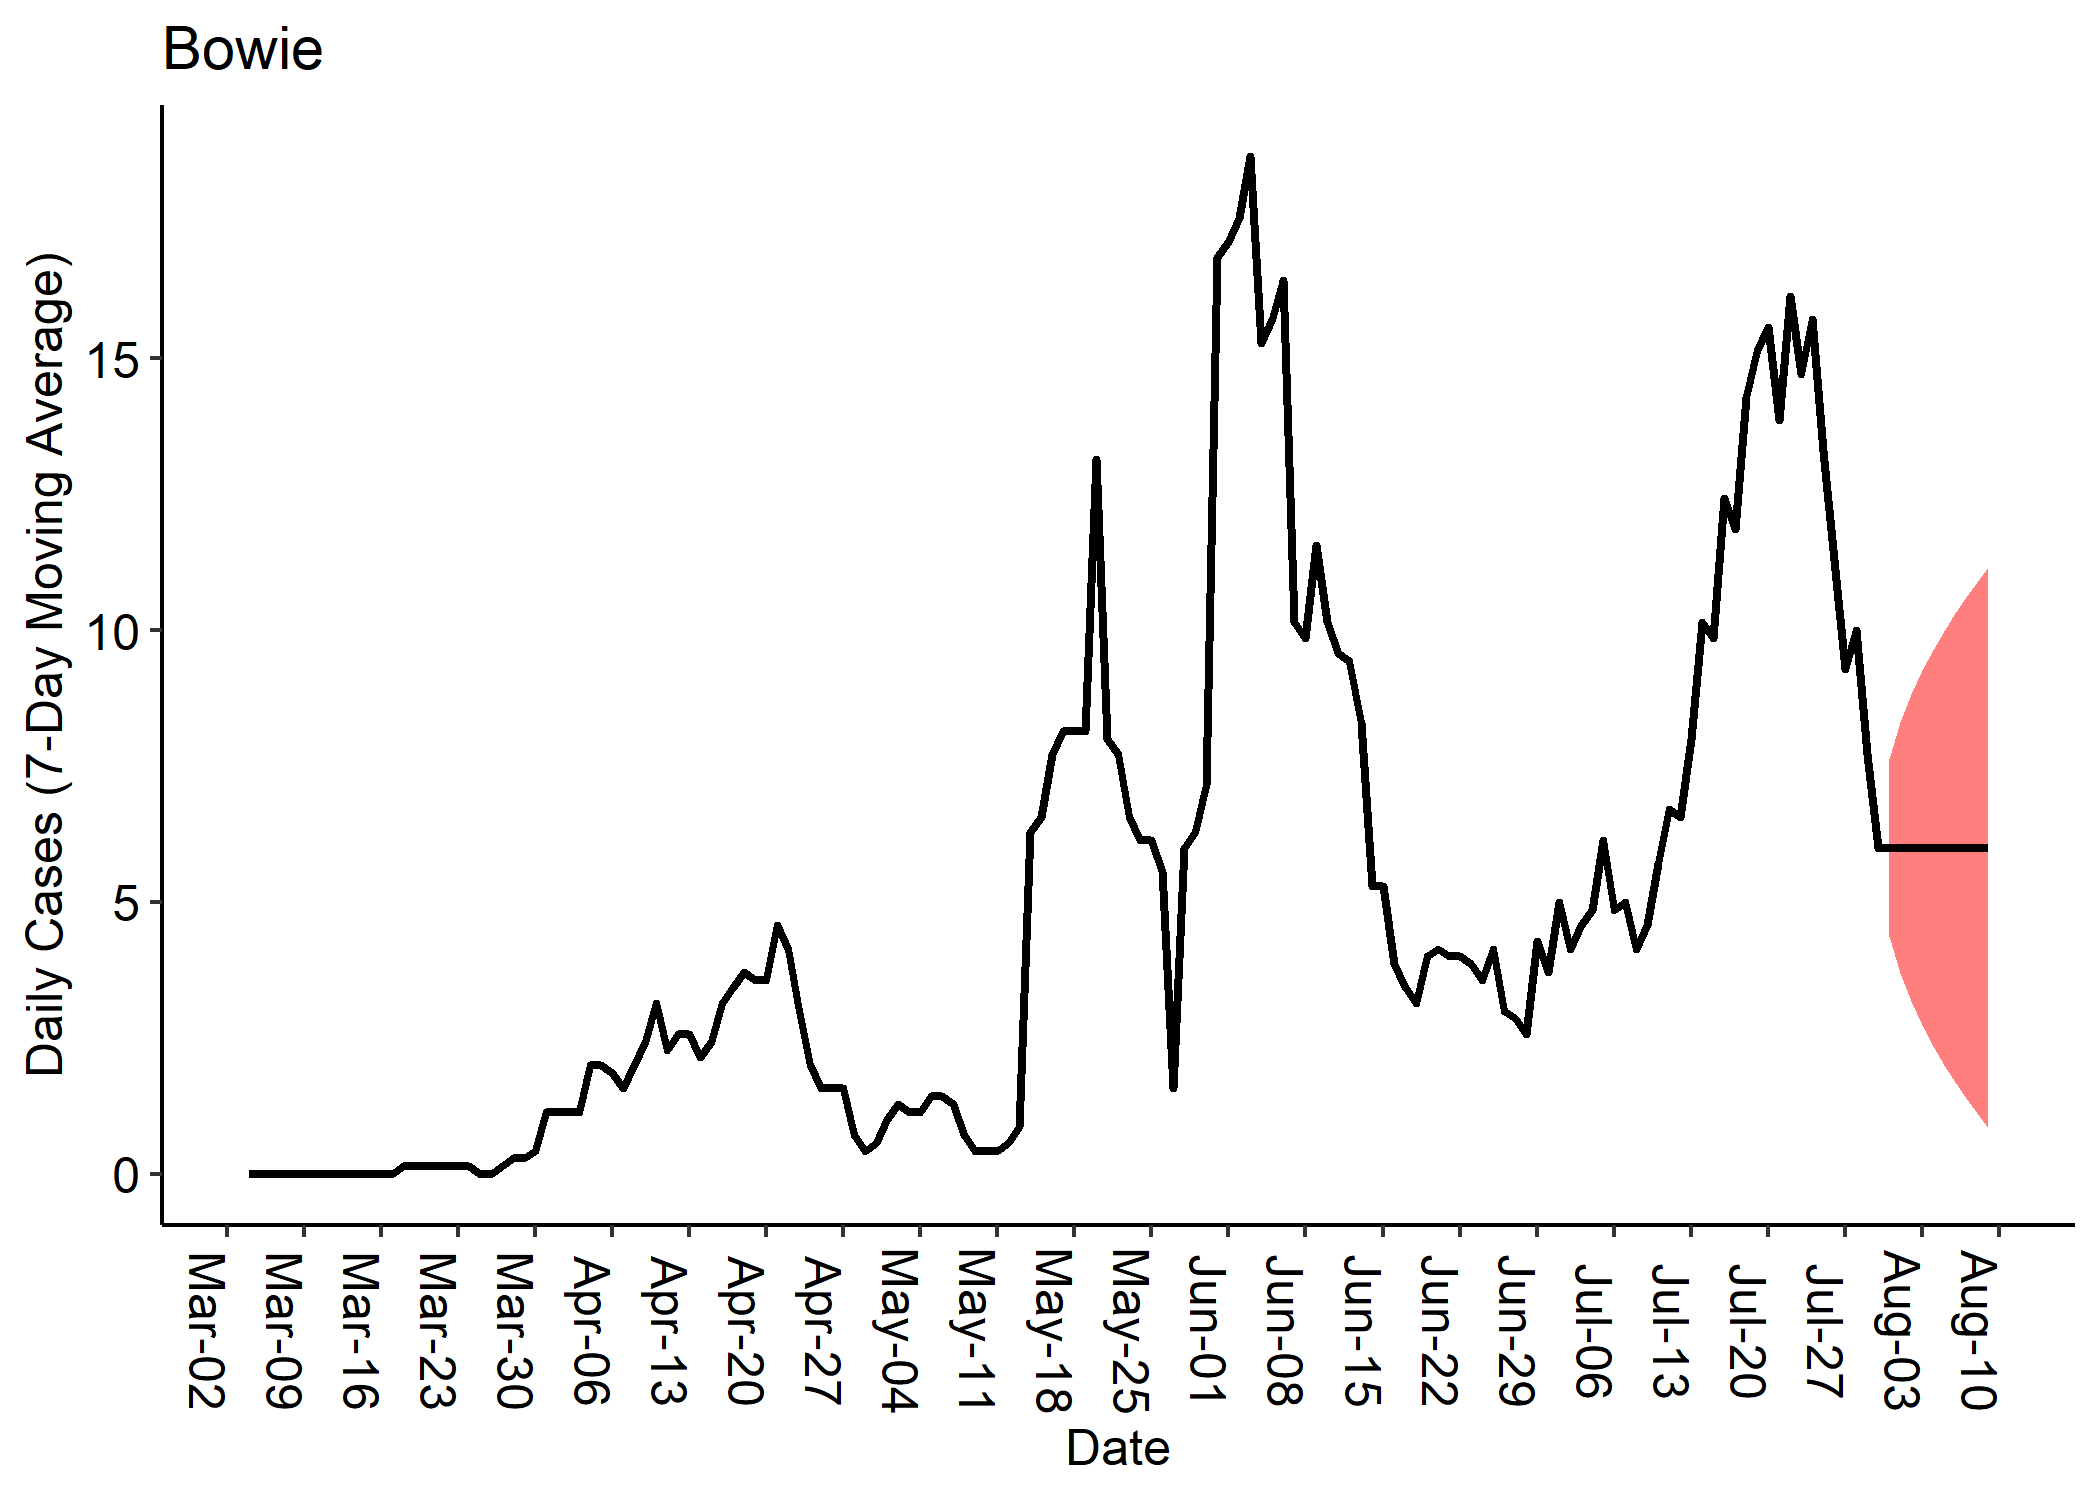 Bowie
Daily Cases (7-Day Moving Average)
15
10
5
0
Mar-02
Mar-09
Mar-16
Mar-23
Mar-30
Apr-06
Apr-13
Apr-20
Apr-27
May-04
May-11
May-18
May-25
Jun-01
Jun-08
Jun-15
Jun-22
Jun-29
Jul-06
Jul-13
Jul-20
Jul-27
Aug-03
Aug-10
Date